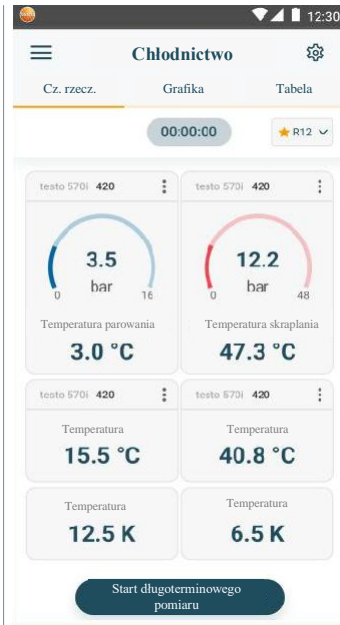 12:30
Chłodnictwo
Cz. rzecz. Grafika Tabela
00:00:00 R12
testo 570i 420 testo 570i 420
3.5 12.2
bar bar
0 16 0 48
Temperatura parowania Temperatura skraplania
3.0 °C 47.3 °C
testo 570i 420 testo 570i 420
Temperatura Temperatura
15.5 °C 40.8 °C
Temperatura Temperatura
12.5 K 6.5 K
Start długoterminowego
pomiaru